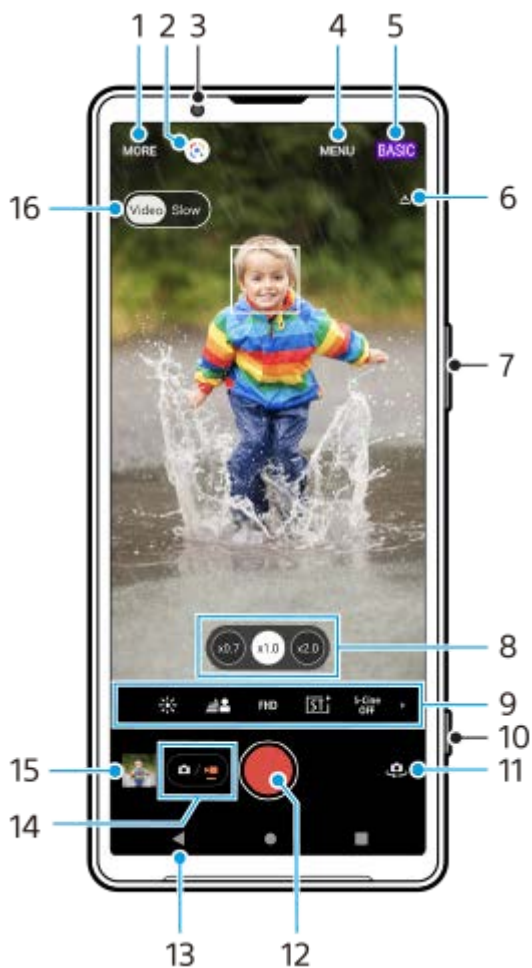 1 2 3 4 5
MORE MENU BASIC
6
16 Video Slow
7
x0.7 x1.0 x2.0 8
FHD ST+ S-Cine OFF 9
10
15 11
14
13 12